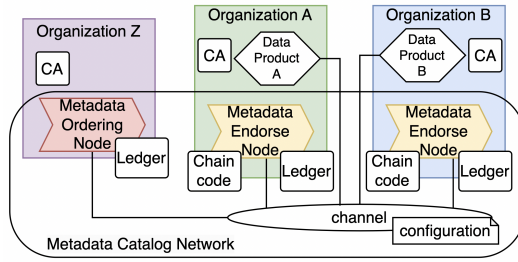 Organization Z
CA
Metadata
Ordering
Node
Ledger
Organization A
CA
Data
Product
A
Metadata
Endorse
Node
Chain
code
Ledger
Organization B
Data
Product
B
CA
Metadata
Endorse
Node
Chain
code
Ledger
channel
configuration
Metadata Catalog Network